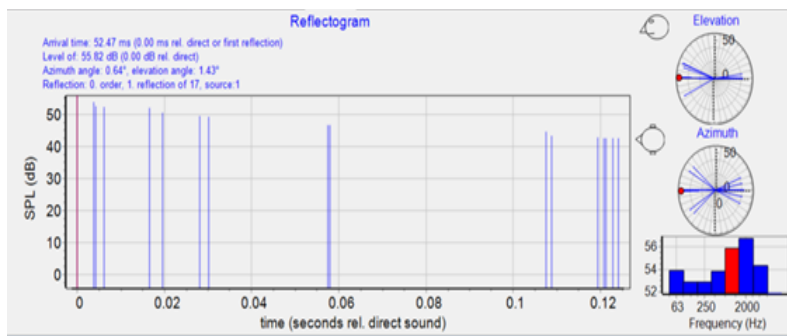 Reflectogram
Arrival time: 52.47 ms (0.00 ms rel. direct or first reflection)
Level of: 55.82 dB (0.00 dB rel. direct)
Azimuth angle: 0.64°, elevation angle: 1.43°
Reflection: 0. order, 1. reflection of 17, source:1
SPL (dB)
50
40
30
20
10
0
0
0.02
0.04
0.06
0.08
0.1
0.12
time (seconds rel. direct sound)
Elevation
50
0
Azimuth
50
0
0
56
54
52
63
250
2000
Frequency (Hz)